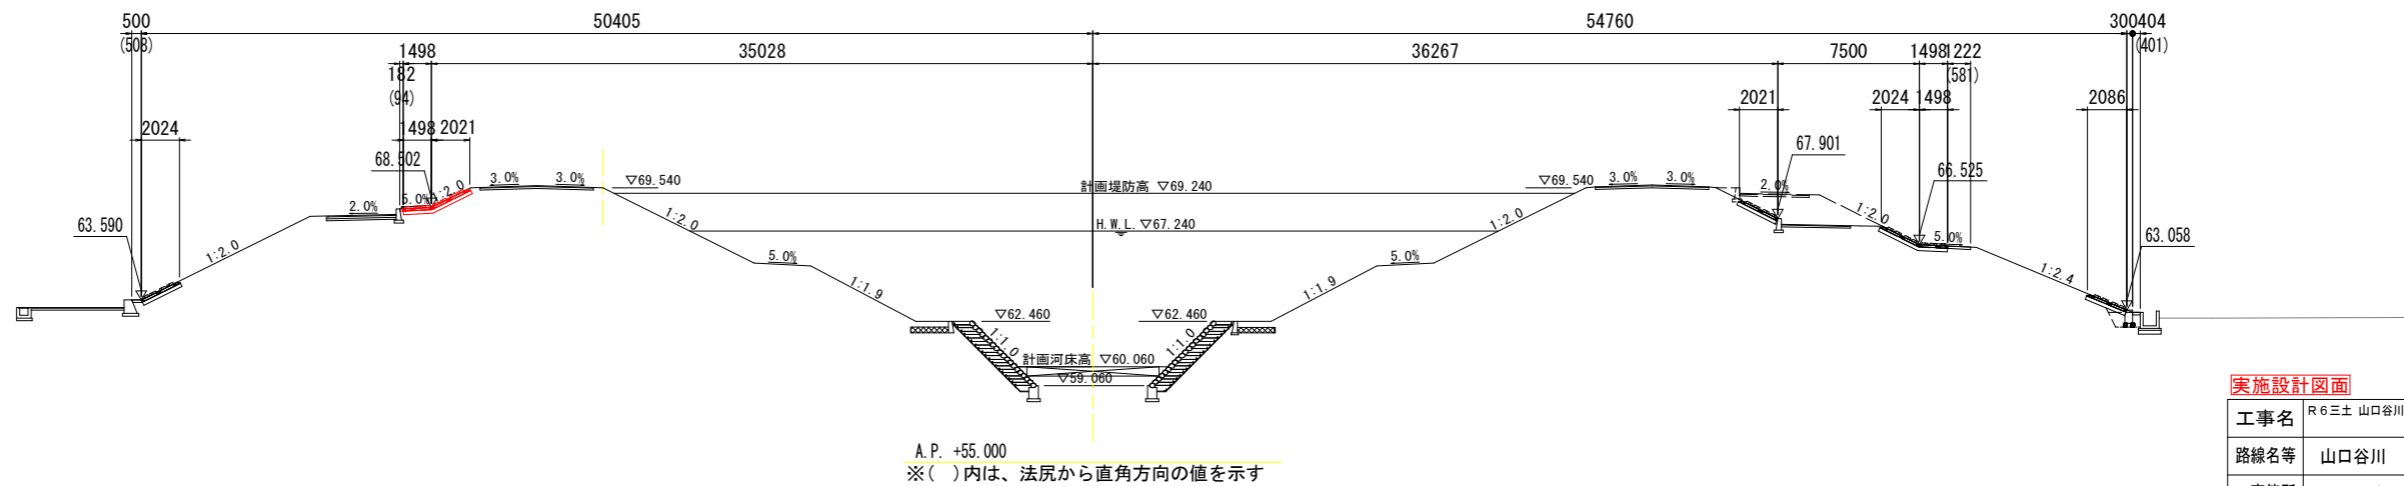 500 50405 54760 300 404
(508) (401)
1498 35028 36267 7500 1498 1222
182 (581)
(94)
2021 2024 1498 2086
2024 1498 2021
68.502 67.901
66.525
63.590 2.0% 5.0% 1:2.0 3.0% 3.0% ▽69.540 計画堤防高 ▽69.240 ▽69.540 3.0% 3.0% 2.0%
1:2.0 1:2.0 H.W.L. ▽67.240 1:2.0 1:2.0 5.0% 63.058
5.0% 5.0%
1:1.9 1:1.9 1:2.4
▽62.460 ▽62.460
1:1.0 1:1.0
計画河床高 ▽60.060
▽59.060
実施設計図面
工事名 R6三土 山口谷川
路線名等 山口谷川
A.P. +55.000
※( )内は、法尻から直角方向の値を示す